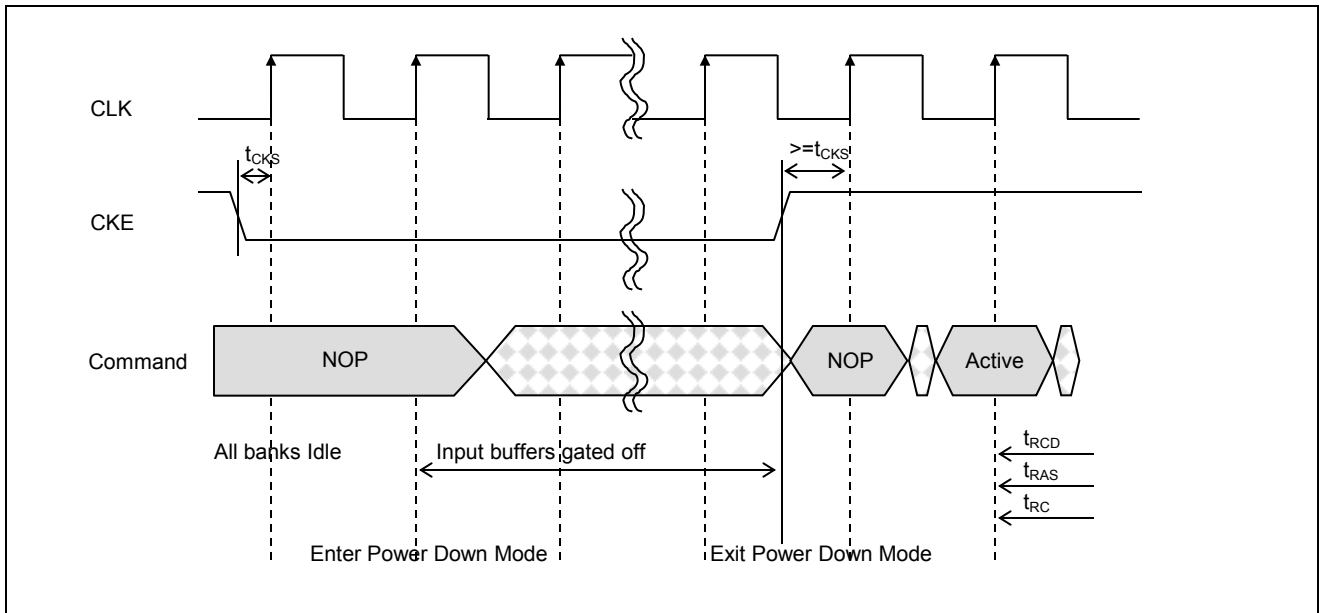 CLK
tCKS
>=tCKS
CKE
Command
NOP
NOP
Active
All banks Idle
Input buffers gated off
tRCD
tRAS
tRC
Enter Power Down Mode
Exit Power Down Mode